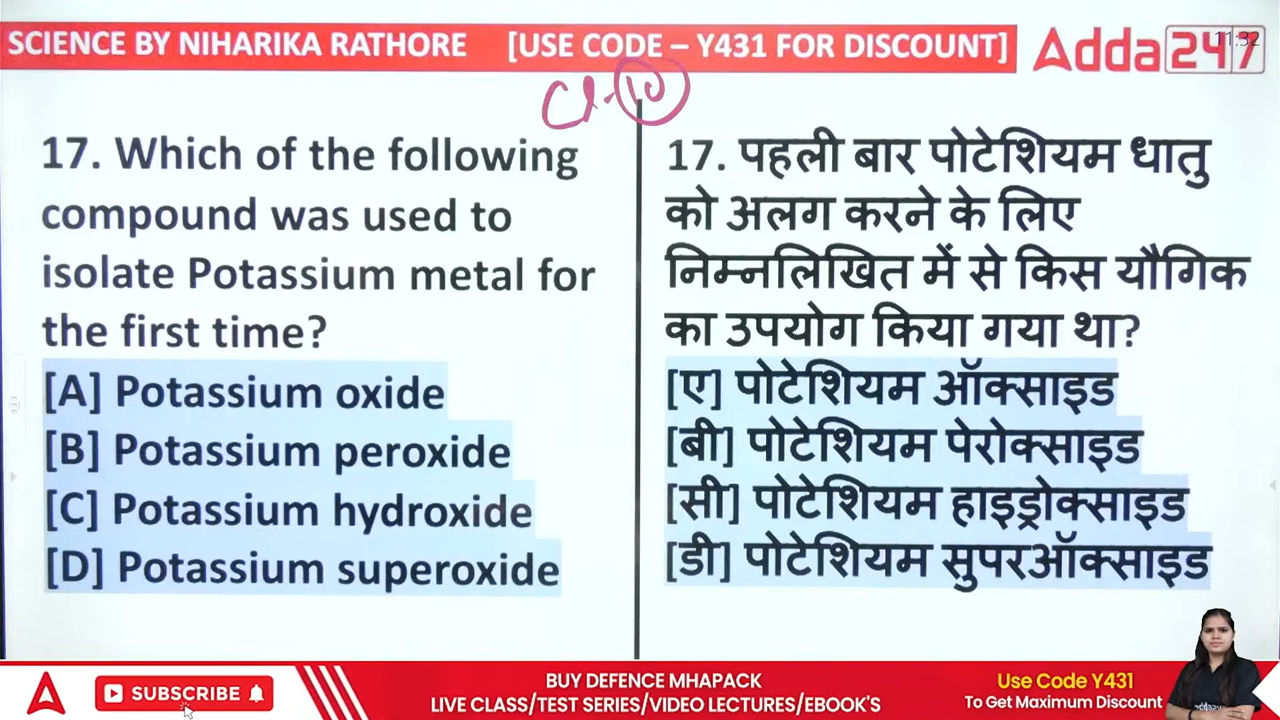 SCIENCE BY NIHARIKA RATHORE [USE CODE – Y431 FOR DISCOUNT]
Adda247
11:32
17. Which of the following
compound was used to
isolate Potassium metal for
the first time?
[A] Potassium oxide
[B] Potassium peroxide
[C] Potassium hydroxide
[D] Potassium superoxide
17. पहली बार पोटेशियम धातु
को अलग करने के लिए
निम्नलिखित में से किस यौगिक
का उपयोग किया गया था?
[ए] पोटेशियम ऑक्साइड
[बी] पोटेशियम पेरोक्साइड
[सी] पोटेशियम हाइड्रोक्साइड
[डी] पोटेशियम सुपरऑक्साइड
SUBSCRIBE
BUY DEFENCE MHAPACK
LIVE CLASS/TEST SERIES/VIDEO LECTURES/EBOOK'S
Use Code Y431
To Get Maximum Discount